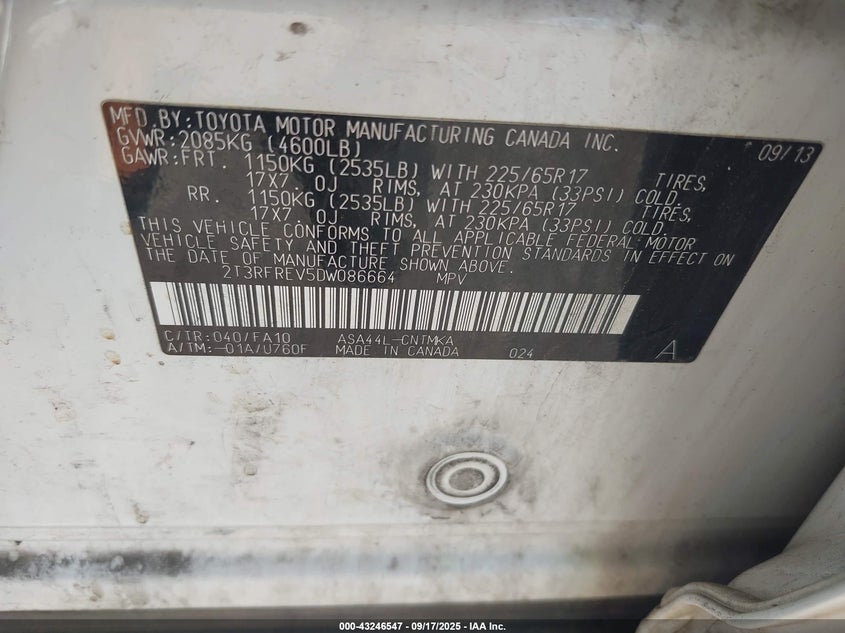 MFD.BY:TOYOTA MOTOR MANUFACTURING CANADA INC. 09/13
GVWR:2085KG (4600LB)
GAWR:FRT. 1150KG (2535LB) WITH 225/65R17 TIRES,
17X7.0J RIMS, AT 230KPA (33PSI) COLD.
RR. 1150KG (2535LB) WITH 225/65R17 TIRES,
17X7.0J RIMS, AT 230KPA (33PSI) COLD.
THIS VEHICLE CONFORMS TO ALL APPLICABLE FEDERAL MOTOR
VEHICLE SAFETY AND THEFT PREVENTION STANDARDS IN EFFECT ON
THE DATE OF MANUFACTURE SHOWN ABOVE.
2T3RFREV5DW086664 MPV
C/TR:040/FA10 ASA44L-CNTMKA
A/TM:-01A/U760F MADE IN CANADA 024 A
000-43246547 - 09/17/2025 - IAA Inc.